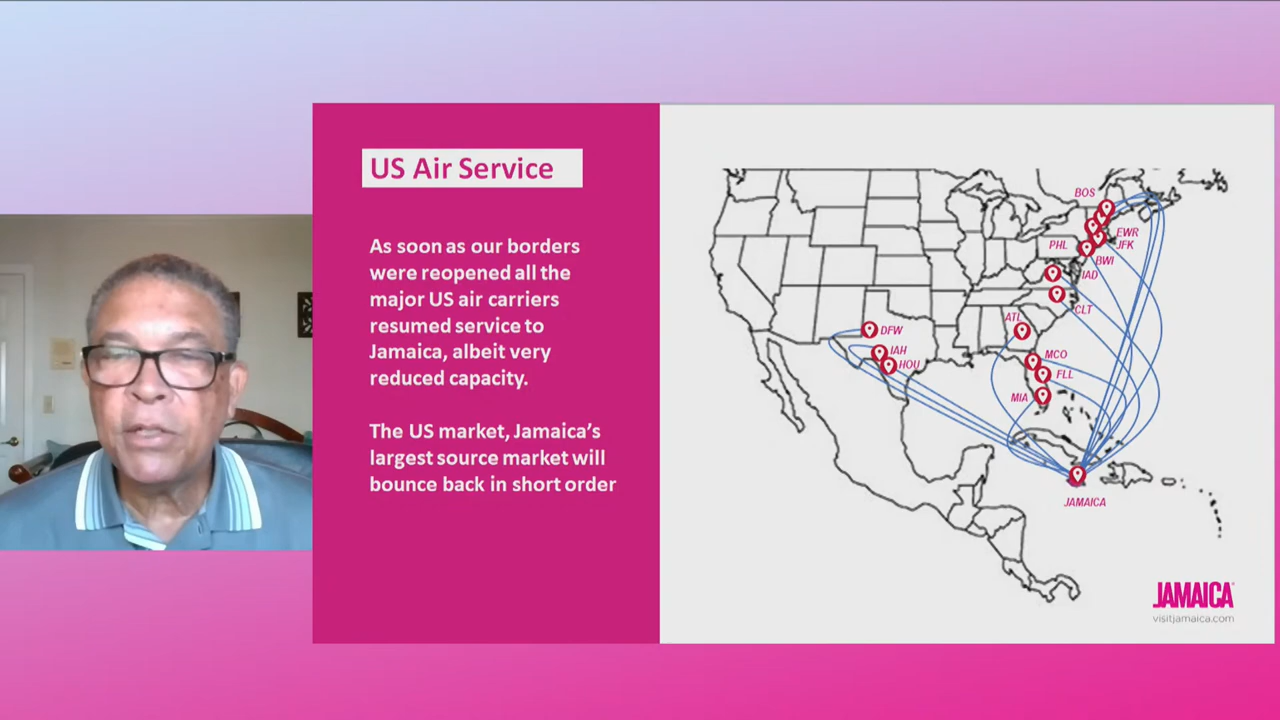 US Air Service
As soon as our borders
were reopened all the
major US air carriers
resumed service to
Jamaica, albeit very
reduced capacity.
The US market, Jamaica's
largest source market will
bounce back in short order
BOS
EWR
JFK
PHL
BWI
IAD
CLT
ATL
DFW
IAH
HOU
MCO
FLL
MIA
JAMAICA
JAMAICA
visitjamaica.com